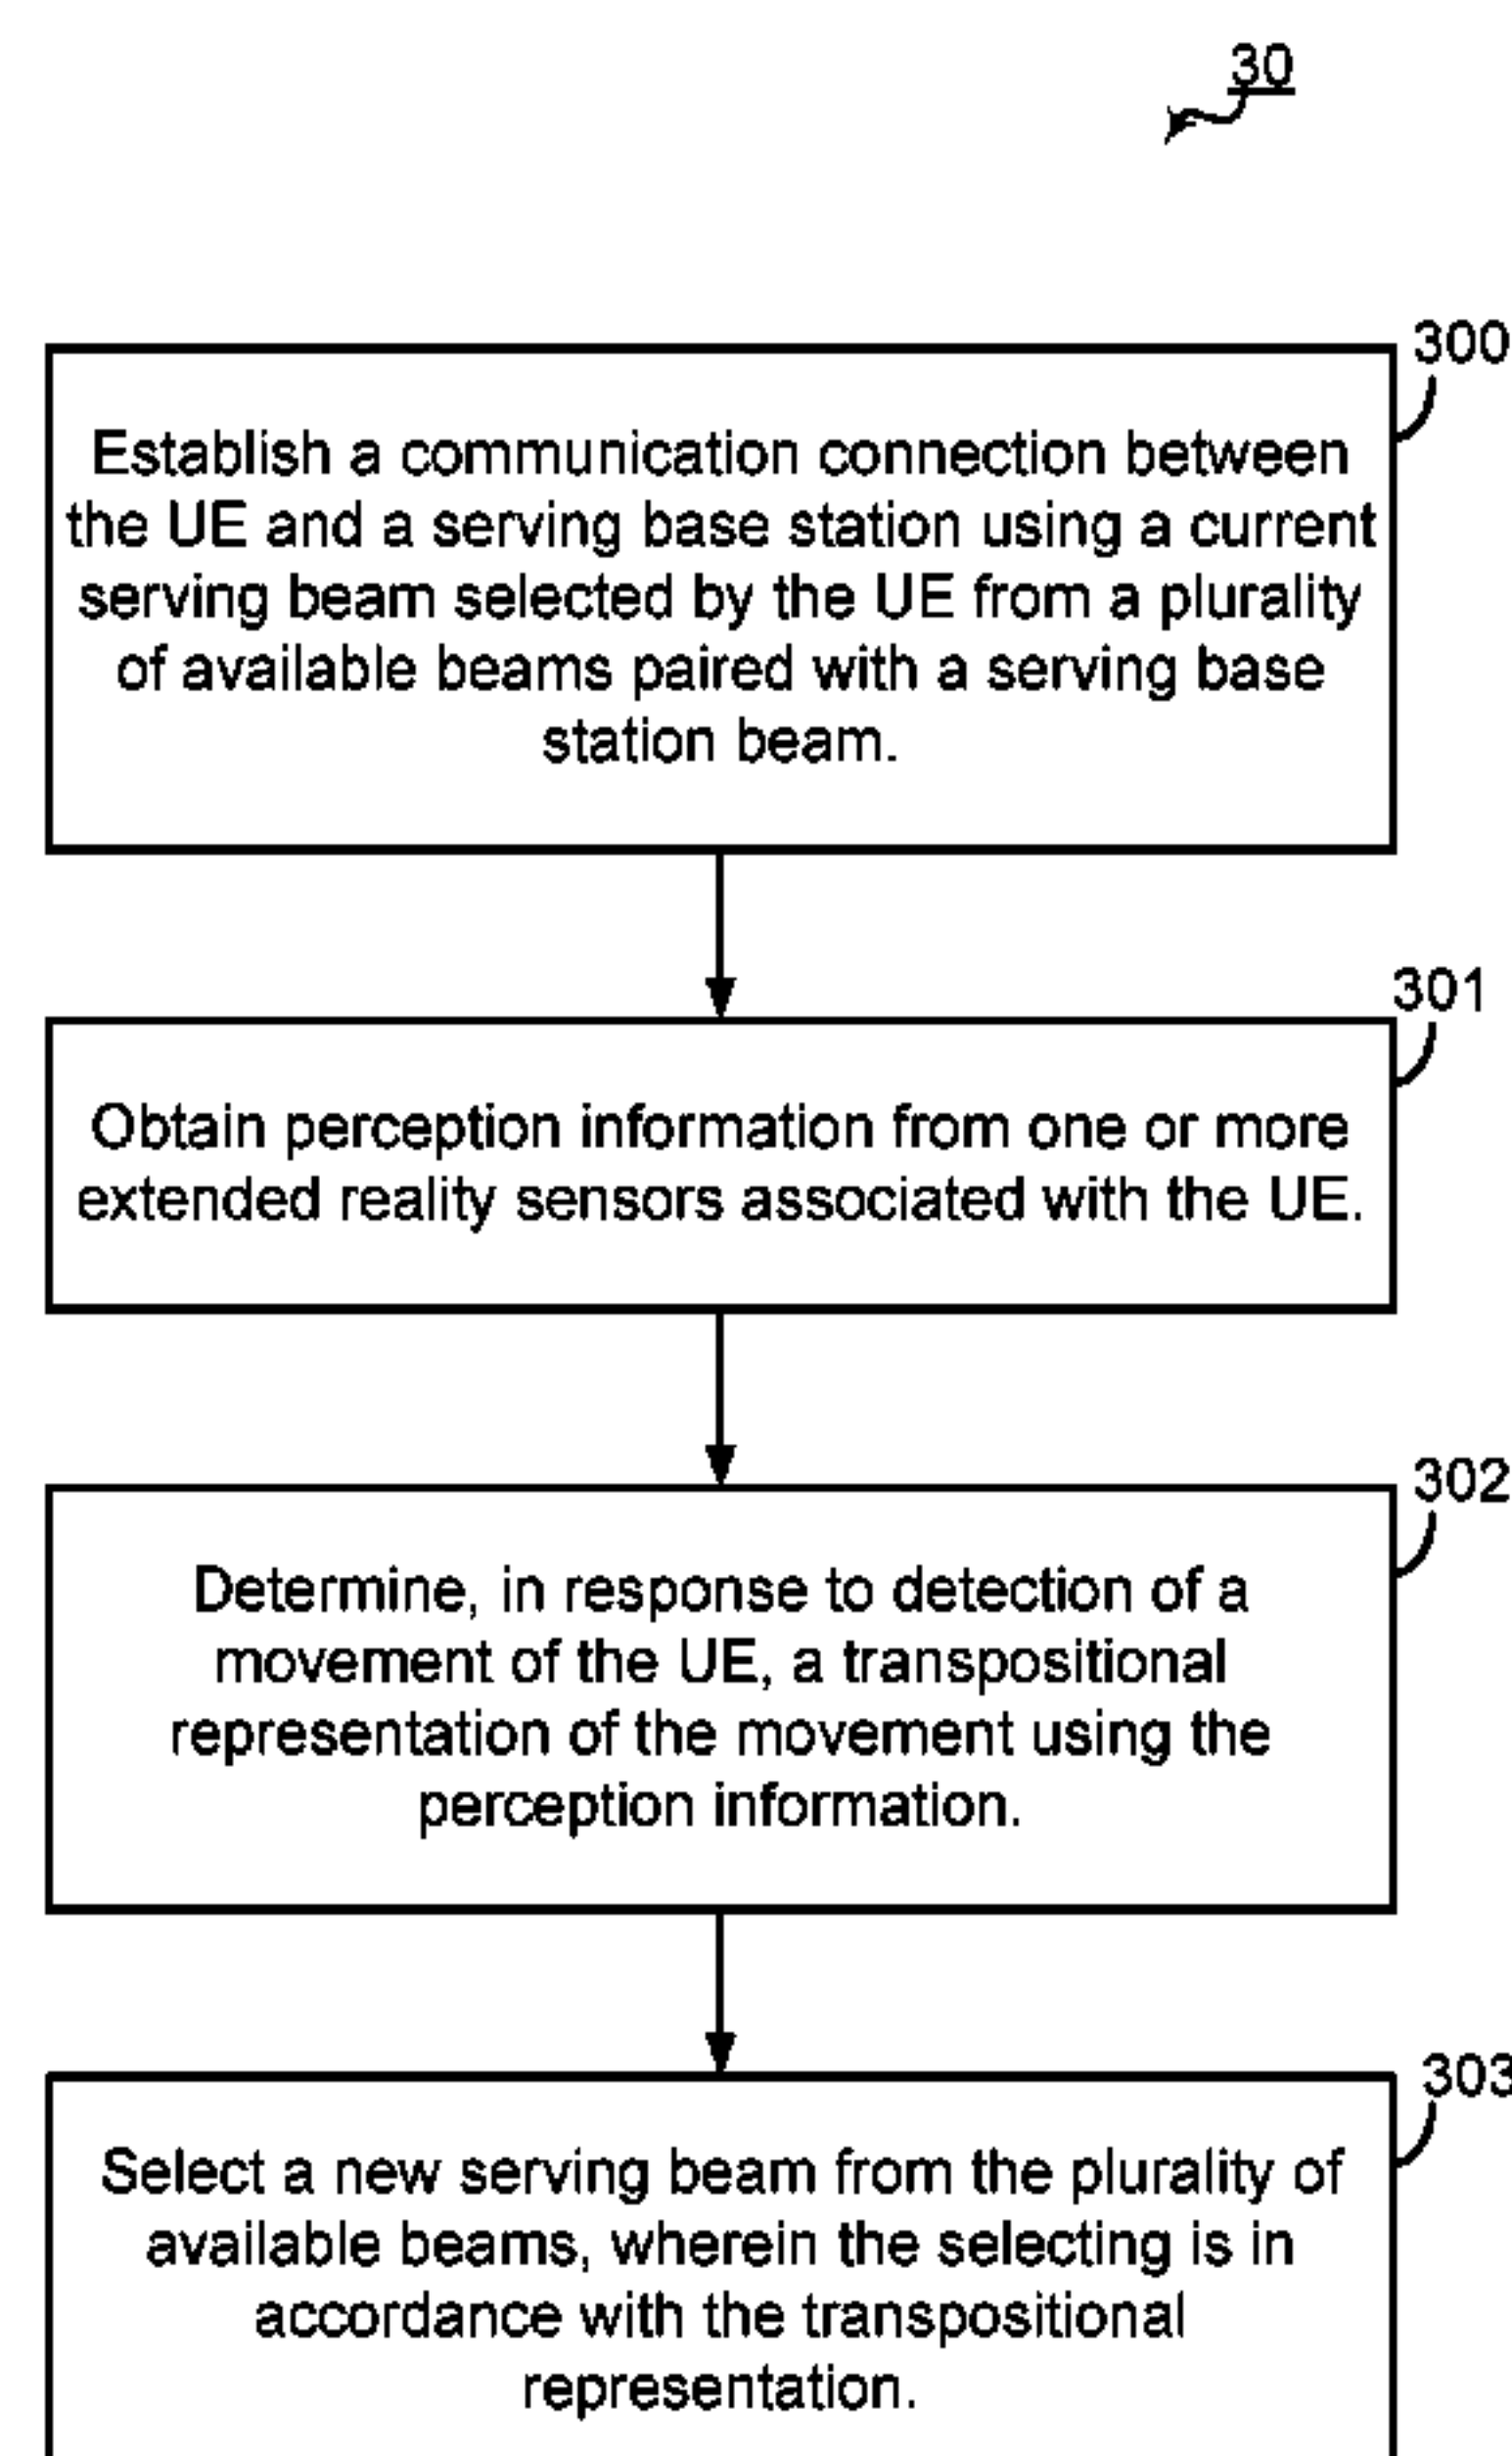 30
300
Establish a communication connection between
the UE and a serving base station using a current
serving beam selected by the UE from a plurality
of available beams paired with a serving base
station beam.
301
Obtain perception information from one or more
extended reality sensors associated with the UE.
302
Determine, in response to detection of a
movement of the UE, a transpositional
representation of the movement using the
perception information.
303
Select a new serving beam from the plurality of
available beams, wherein the selecting is in
accordance with the transpositional
representation.